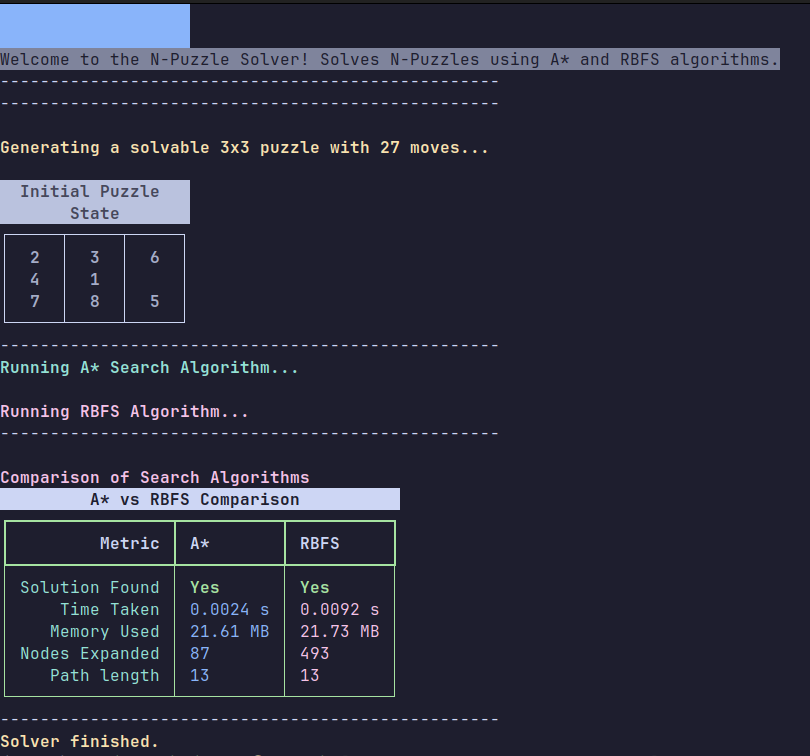 Welcome to the N-Puzzle Solver! Solves N-Puzzles using A* and RBFS algorithms.
--------------------------------------------------
--------------------------------------------------
Generating a solvable 3x3 puzzle with 27 moves...
Initial Puzzle
State
2 3 6
4 1
7 8 5
--------------------------------------------------
Running A* Search Algorithm...
Running RBFS Algorithm...
--------------------------------------------------
Comparison of Search Algorithms
A* vs RBFS Comparison
Metric A* RBFS
Solution Found Yes Yes
Time Taken 0.0024 s 0.0092 s
Memory Used 21.61 MB 21.73 MB
Nodes Expanded 87 493
Path length 13 13
--------------------------------------------------
Solver finished.